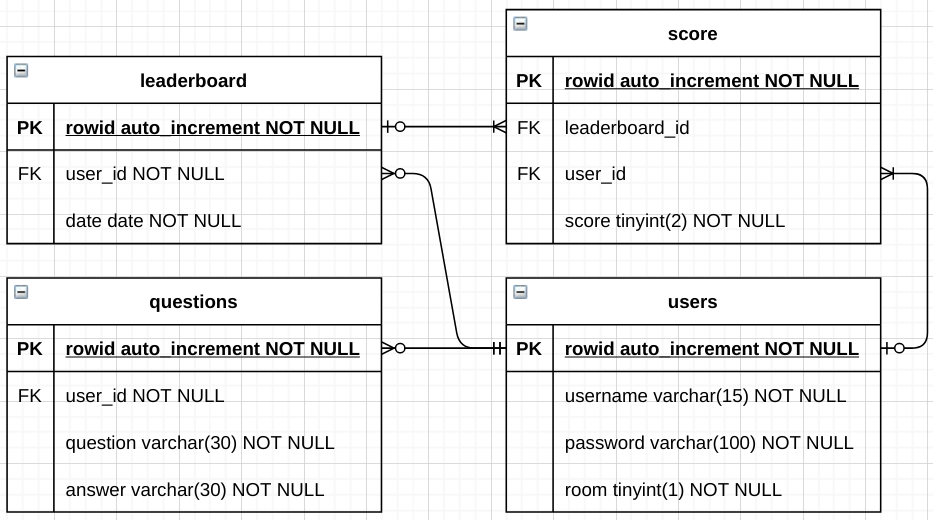 leaderboard
PK rowid auto_increment NOT NULL
FK user_id NOT NULL
date date NOT NULL
score
PK rowid auto_increment NOT NULL
FK leaderboard_id
FK user_id
score tinyint(2) NOT NULL
questions
PK rowid auto_increment NOT NULL
FK user_id NOT NULL
question varchar(30) NOT NULL
answer varchar(30) NOT NULL
users
PK rowid auto_increment NOT NULL
username varchar(15) NOT NULL
password varchar(100) NOT NULL
room tinyint(1) NOT NULL